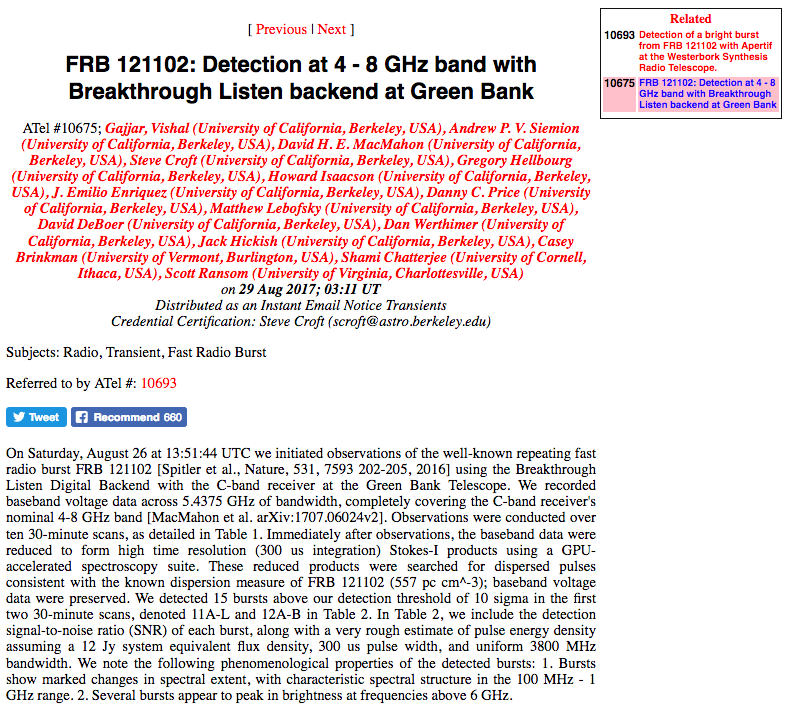 [ Previous | Next ]
FRB 121102: Detection at 4 - 8 GHz band with
Breakthrough Listen backend at Green Bank
ATel #10675; Gajjar, Vishal (University of California, Berkeley, USA), Andrew P. V. Siemion
(University of California, Berkeley, USA), David H. E. MacMahon (University of California,
Berkeley, USA), Steve Croft (University of California, Berkeley, USA), Gregory Hellbourg
(University of California, Berkeley, USA), Howard Isaacson (University of California, Berkeley,
USA), J. Emilio Enriquez (University of California, Berkeley, USA), Danny C. Price (University
of California, Berkeley, USA), Matthew Lebofsky (University of California, Berkeley, USA),
David DeBoer (University of California, Berkeley, USA), Dan Werthimer (University of
California, Berkeley, USA), Jack Hickish (University of California, Berkeley, USA), Casey
Brinkman (University of Vermont, Burlington, USA), Shami Chatterjee (University of Cornell,
Ithaca, USA), Scott Ransom (University of Virginia, Charlottesville, USA)
on 29 Aug 2017; 03:11 UT
Distributed as an Instant Email Notice Transients
Credential Certification: Steve Croft (scroft@astro.berkeley.edu)
Subjects: Radio, Transient, Fast Radio Burst
Referred to by ATel #: 10693
Tweet Recommend 660
On Saturday, August 26 at 13:51:44 UTC we initiated observations of the well-known repeating fast
radio burst FRB 121102 [Spitler et al., Nature, 531, 7593 202-205, 2016] using the Breakthrough
Listen Digital Backend with the C-band receiver at the Green Bank Telescope. We recorded
baseband voltage data across 5.4375 GHz of bandwidth, completely covering the C-band receiver's
nominal 4-8 GHz band [MacMahon et al. arXiv:1707.06024v2]. Observations were conducted over
ten 30-minute scans, as detailed in Table 1. Immediately after observations, the baseband data were
reduced to form high time resolution (300 us integration) Stokes-I products using a GPU-
accelerated spectroscopy suite. These reduced products were searched for dispersed pulses
consistent with the known dispersion measure of FRB 121102 (557 pc cm^-3); baseband voltage
data were preserved. We detected 15 bursts above our detection threshold of 10 sigma in the first
two 30-minute scans, denoted 11A-L and 12A-B in Table 2. In Table 2, we include the detection
signal-to-noise ratio (SNR) of each burst, along with a very rough estimate of pulse energy density
assuming a 12 Jy system equivalent flux density, 300 us pulse width, and uniform 3800 MHz
bandwidth. We note the following phenomenological properties of the detected bursts: 1. Bursts
show marked changes in spectral extent, with characteristic spectral structure in the 100 MHz - 1
GHz range. 2. Several bursts appear to peak in brightness at frequencies above 6 GHz.
Related
10693 Detection of a bright burst
from FRB 121102 with Apertif
at the Westerbork Synthesis
Radio Telescope.
10675 FRB 121102: Detection at 4 - 8
GHz band with Breakthrough
Listen backend at Green Bank